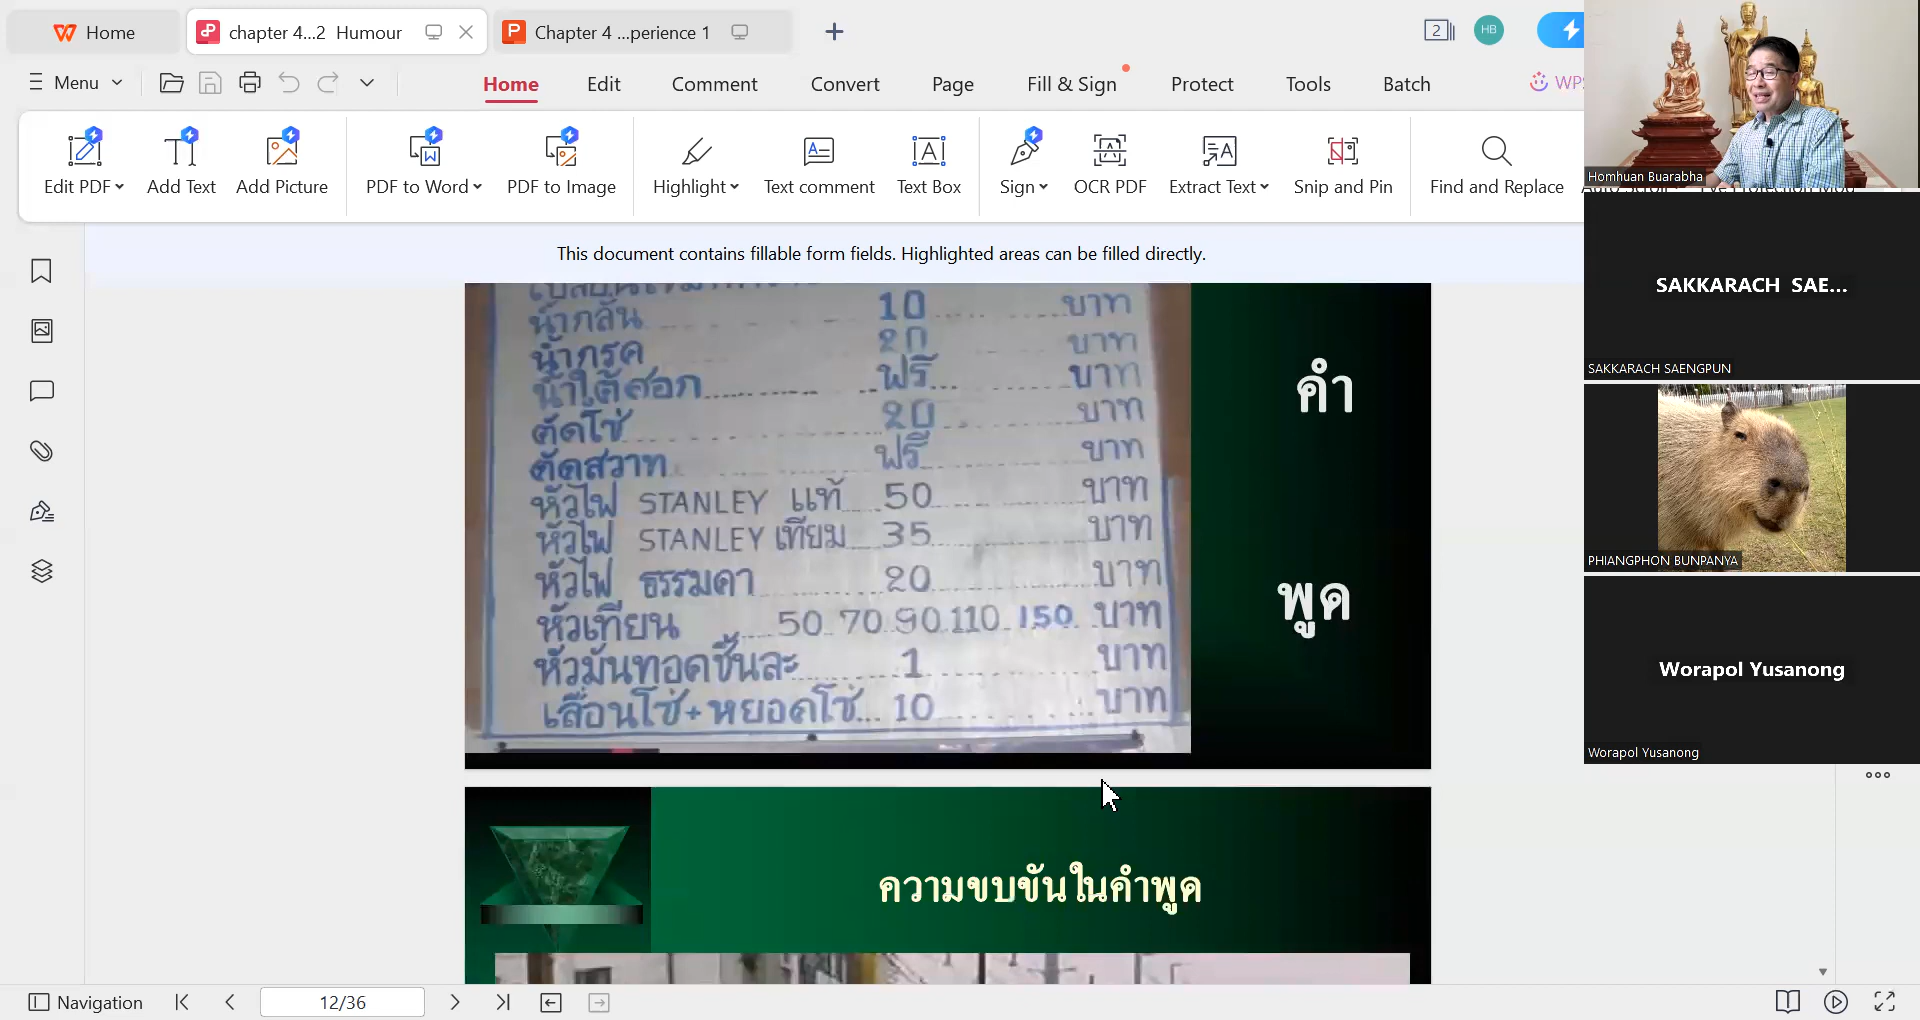 Home
chapter 4...2 Humour
Chapter 4 ...perience 1
2
HB
Menu
Home
Edit
Comment
Convert
Page
Fill & Sign
Protect
Tools
Batch
WP
Edit PDF
Add Text
Add Picture
PDF to Word
PDF to Image
Highlight
Text comment
Text Box
Sign
OCR PDF
Extract Text
Snip and Pin
Find and Replace
This document contains fillable form fields. Highlighted areas can be filled directly.
น้ำกลั่น 10 บาท
น้ำกรด 20 บาท
น้ำใต้ศอก ฟรี บาท
ตัดโซ่ 20 บาท
ตัดสวาท ฟรี บาท
หัวไฟ STANLEY แท้ 50 บาท
หัวไฟ STANLEY เทียม 35 บาท
หัวไฟ ธรรมดา 20 บาท
หัวเทียน 50 70 90 110 150 บาท
หัวมันทอดชิ้นละ 1 บาท
เลื่อนโซ่+หยอดโซ่ 10 บาท
คำ
พูด
ความขบขันในคำพูด
Homhuan Buarabha
SAKKARACH SAE...
SAKKARACH SAENGPUN
PHIANGPHON BUNPANYA
Worapol Yusanong
Worapol Yusanong
Navigation
12/36